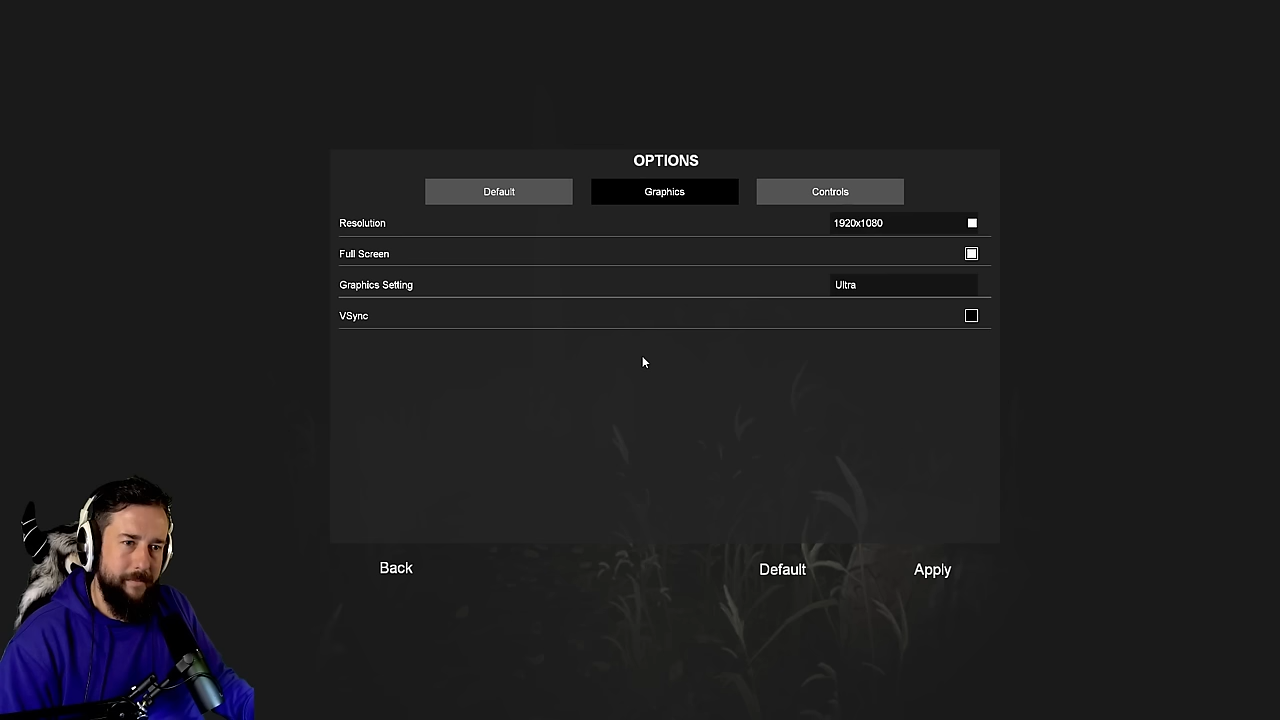 OPTIONS
Default Graphics Controls
Resolution 1920x1080
Full Screen
Graphics Setting Ultra
VSync
Back Default Apply